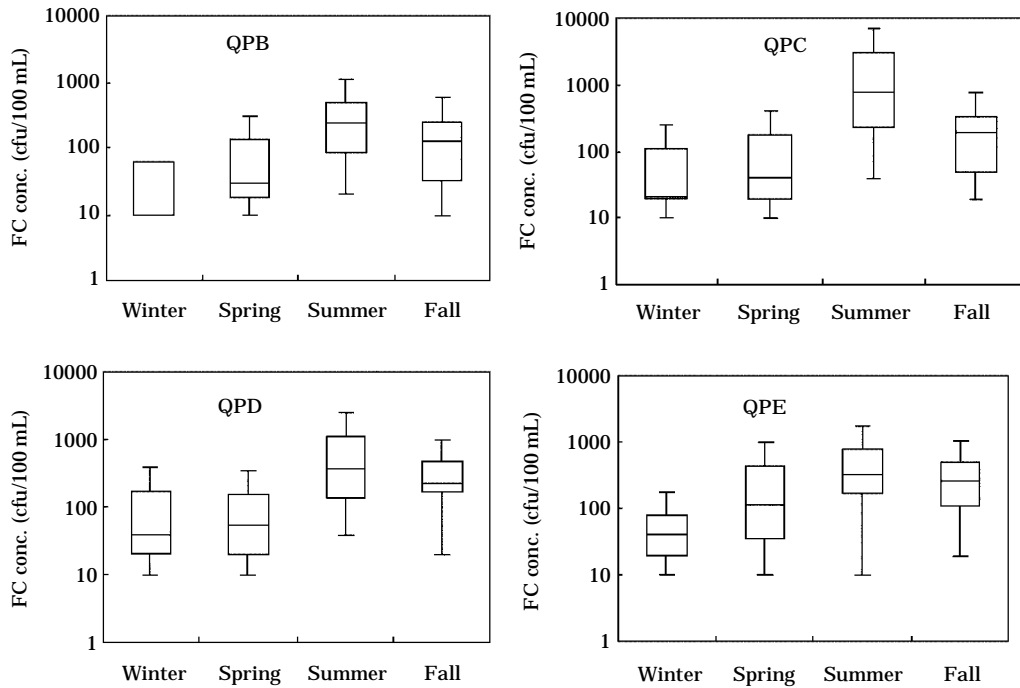 QPB
FC conc. (cfu/100 mL)
10000
1000
100
10
1
Winter Spring Summer Fall
QPC
FC conc. (cfu/100 mL)
10000
1000
100
10
1
Winter Spring Summer Fall
QPD
FC conc. (cfu/100 mL)
10000
1000
100
10
1
Winter Spring Summer Fall
QPE
FC conc. (cfu/100 mL)
10000
1000
100
10
1
Winter Spring Summer Fall